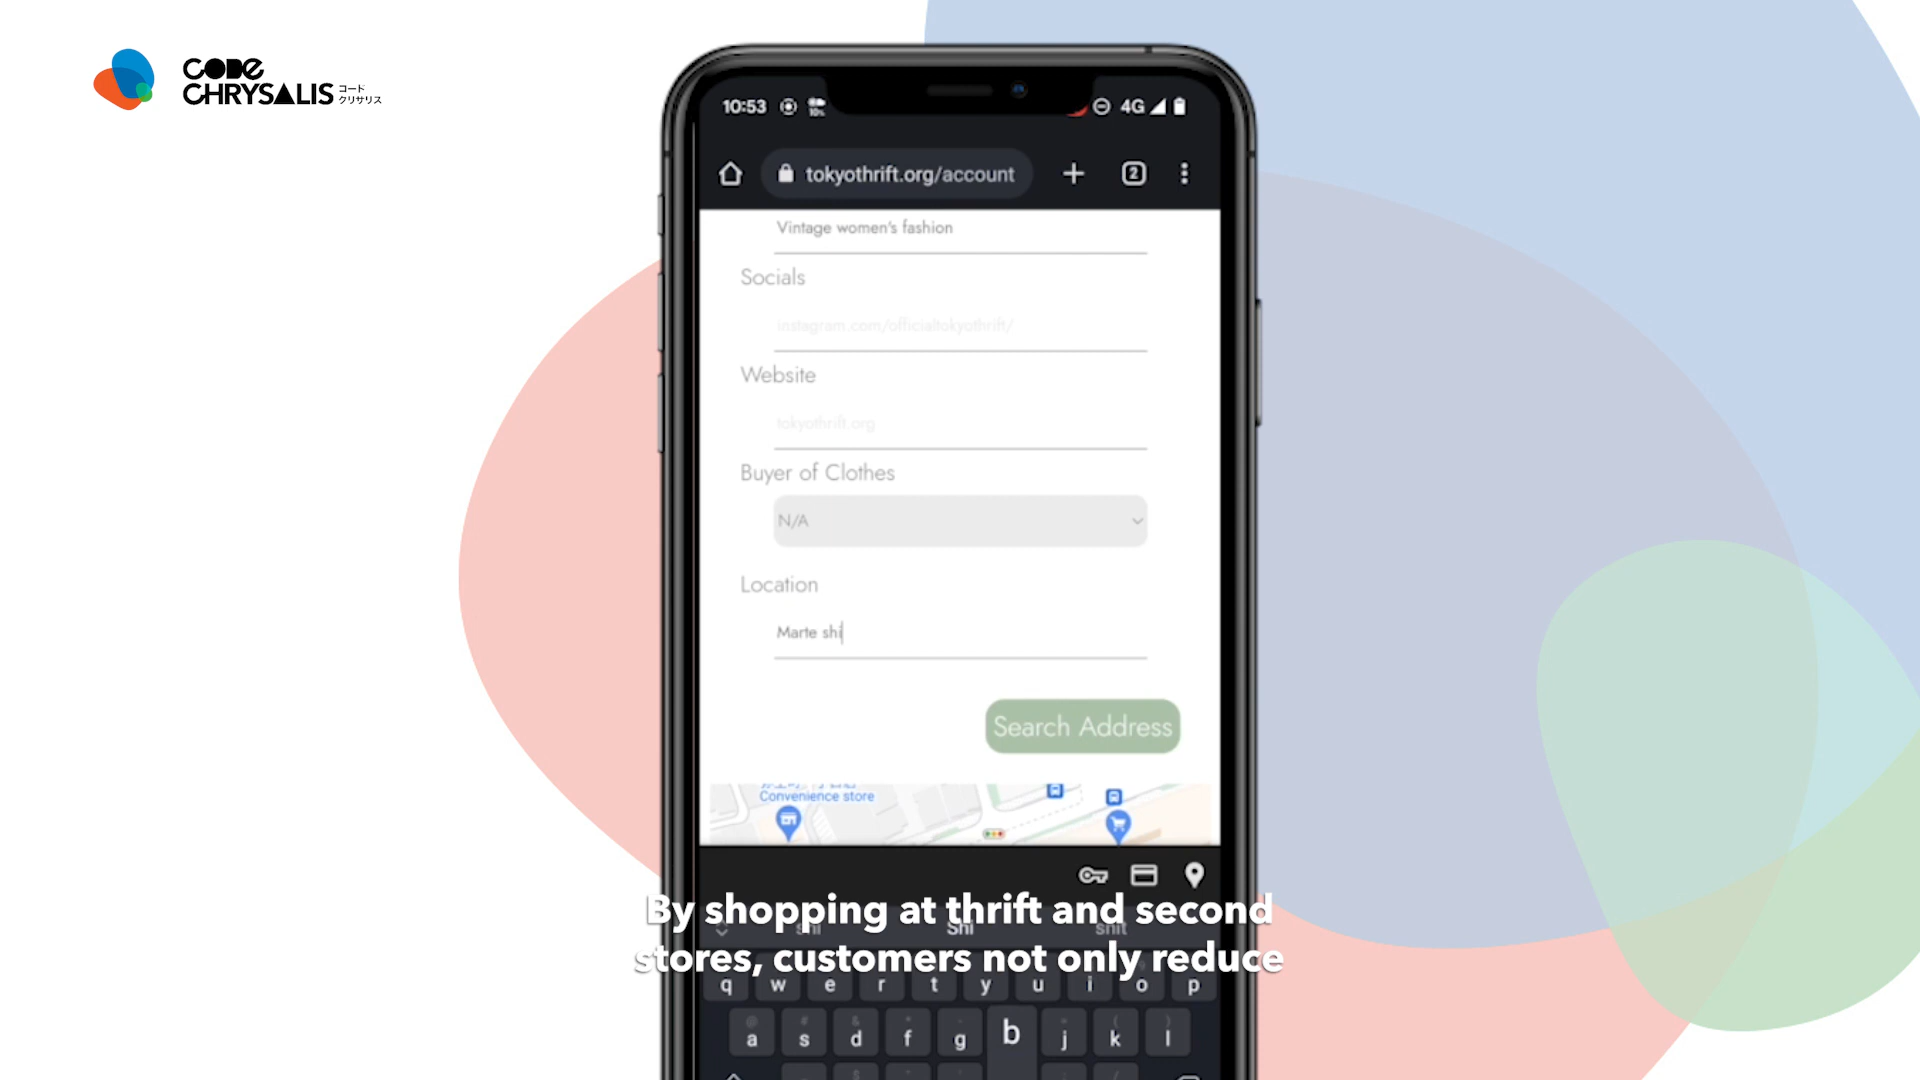 CODE
CHRYSALIS
コード
クリサリス
10:53
10%
4G
tokyothrift.org/account
2
Vintage women's fashion
Socials
instagram.com/officialtokyothrift/
Website
tokyothrift.org
Buyer of Clothes
N/A
Location
Marte shi
Search Address
Convenience store
By shopping at thrift and second
shi Shi shit
stores, customers not only reduce
q w e r t y u i o p
a s d f g b j k l